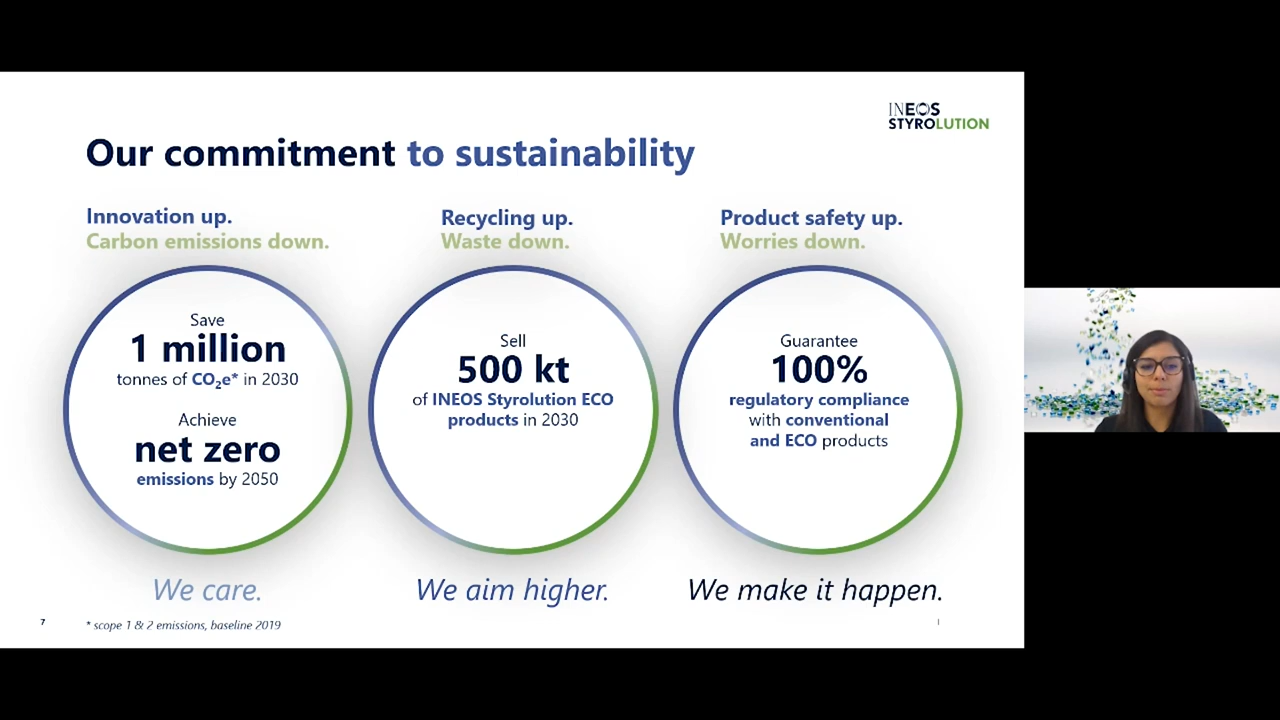 INEOS
STYROLUTION
Our commitment to sustainability
Innovation up.
Carbon emissions down.
Save
1 million
tonnes of CO₂e* in 2030
Achieve
net zero
emissions by 2050
We care.
Recycling up.
Waste down.
Sell
500 kt
of INEOS Styrolution ECO
products in 2030
We aim higher.
Product safety up.
Worries down.
Guarantee
100%
regulatory compliance
with conventional
and ECO products
We make it happen.
7
* scope 1 & 2 emissions, baseline 2019